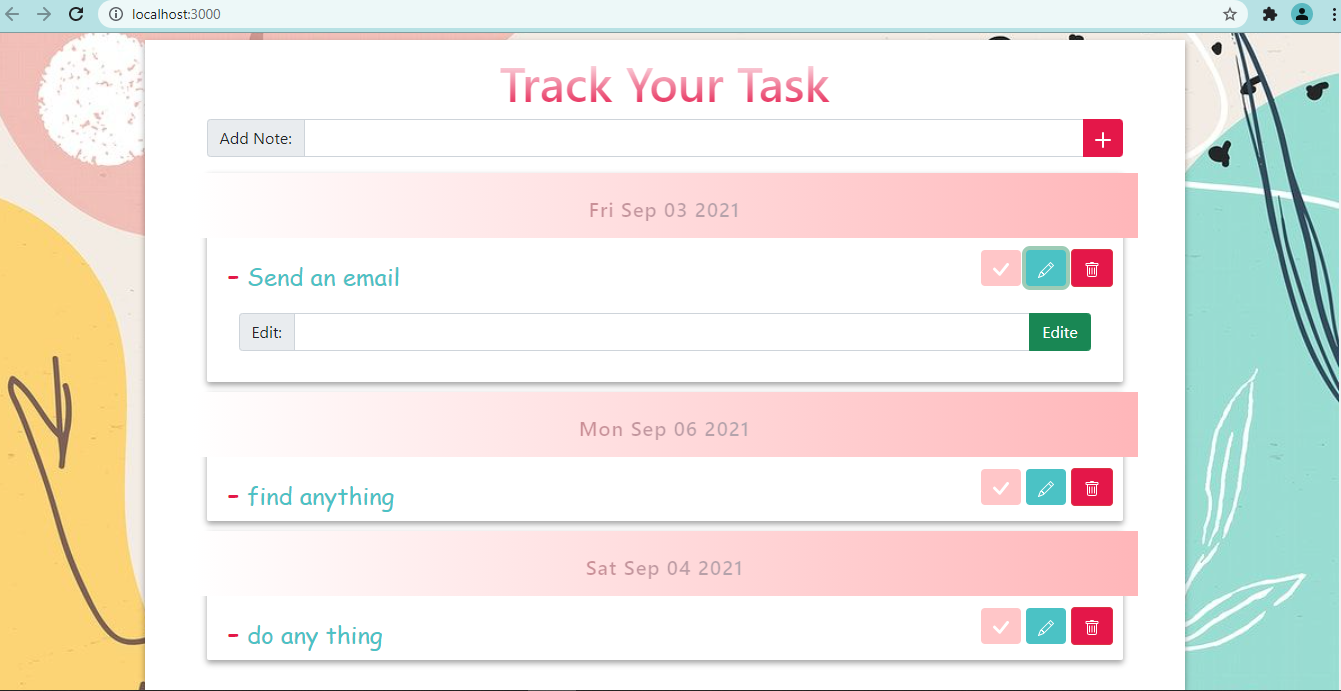 localhost:3000
Track Your Task
Add Note:
Fri Sep 03 2021
- Send an email
Edit: Edite
Mon Sep 06 2021
- find anything
Sat Sep 04 2021
- do any thing